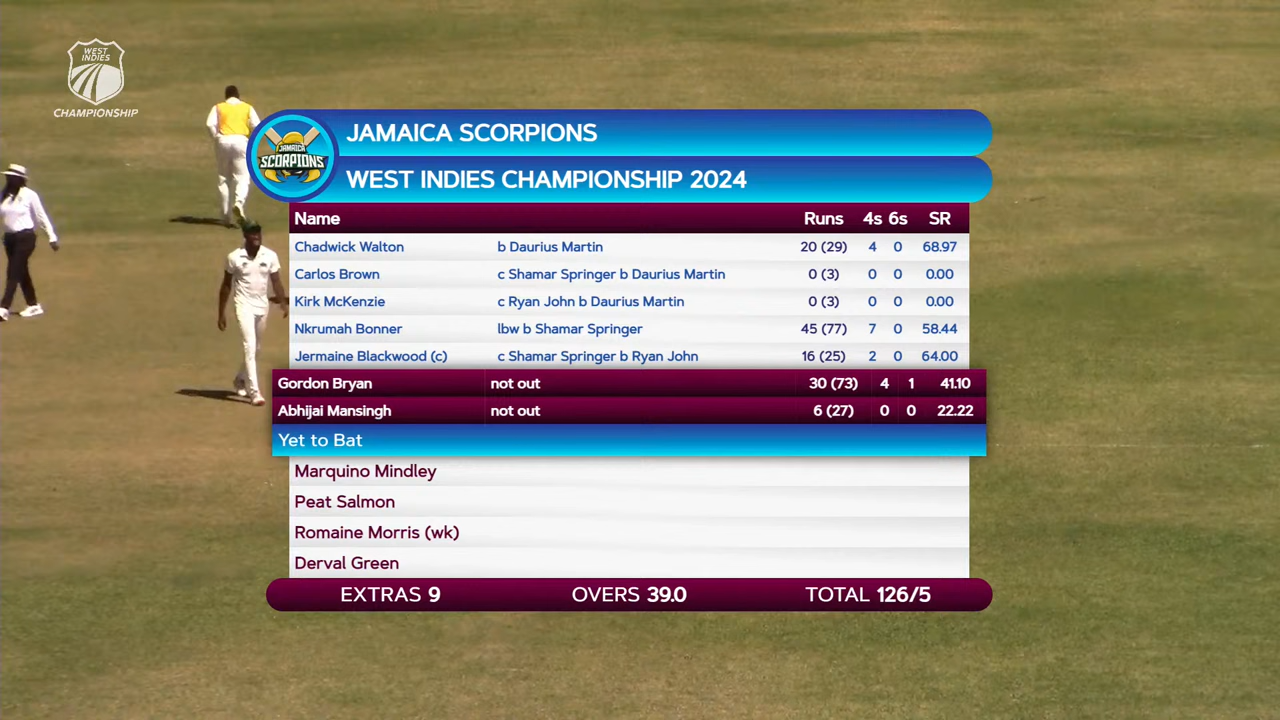 WEST
INDIES
CHAMPIONSHIP
JAMAICA
SCORPIONS
JAMAICA SCORPIONS
WEST INDIES CHAMPIONSHIP 2024
Name Runs 4s 6s SR
Chadwick Walton b Daurius Martin 20 (29) 4 0 68.97
Carlos Brown c Shamar Springer b Daurius Martin 0 (3) 0 0 0.00
Kirk McKenzie c Ryan John b Daurius Martin 0 (3) 0 0 0.00
Nkrumah Bonner lbw b Shamar Springer 45 (77) 7 0 58.44
Jermaine Blackwood (c) c Shamar Springer b Ryan John 16 (25) 2 0 64.00
Gordon Bryan not out 30 (73) 4 1 41.10
Abhijai Mansingh not out 6 (27) 0 0 22.22
Yet to Bat
Marquino Mindley
Peat Salmon
Romaine Morris (wk)
Derval Green
EXTRAS 9 OVERS 39.0 TOTAL 126/5